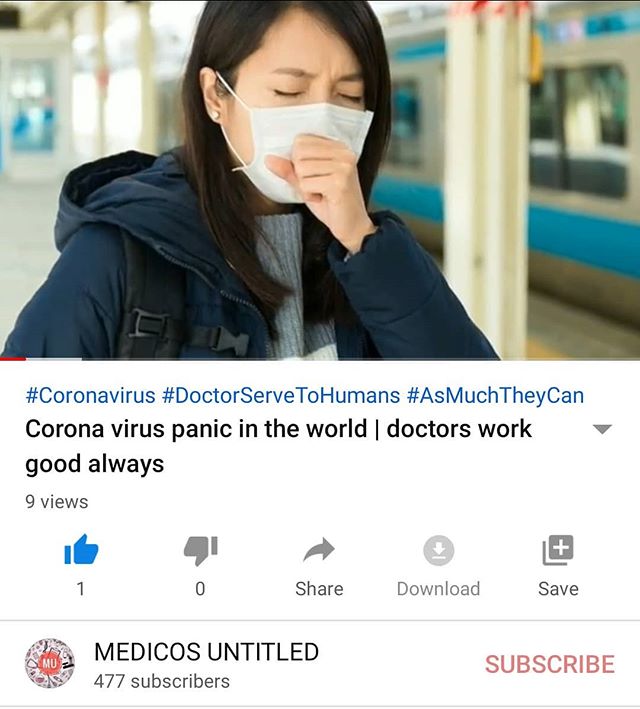 #Coronavirus #DoctorServeToHumans #AsMuchTheyCan
Corona virus panic in the world | doctors work
good always
9 views
1
0
Share
Download
Save
MU
MEDICOS UNTITLED
477 subscribers
SUBSCRIBE